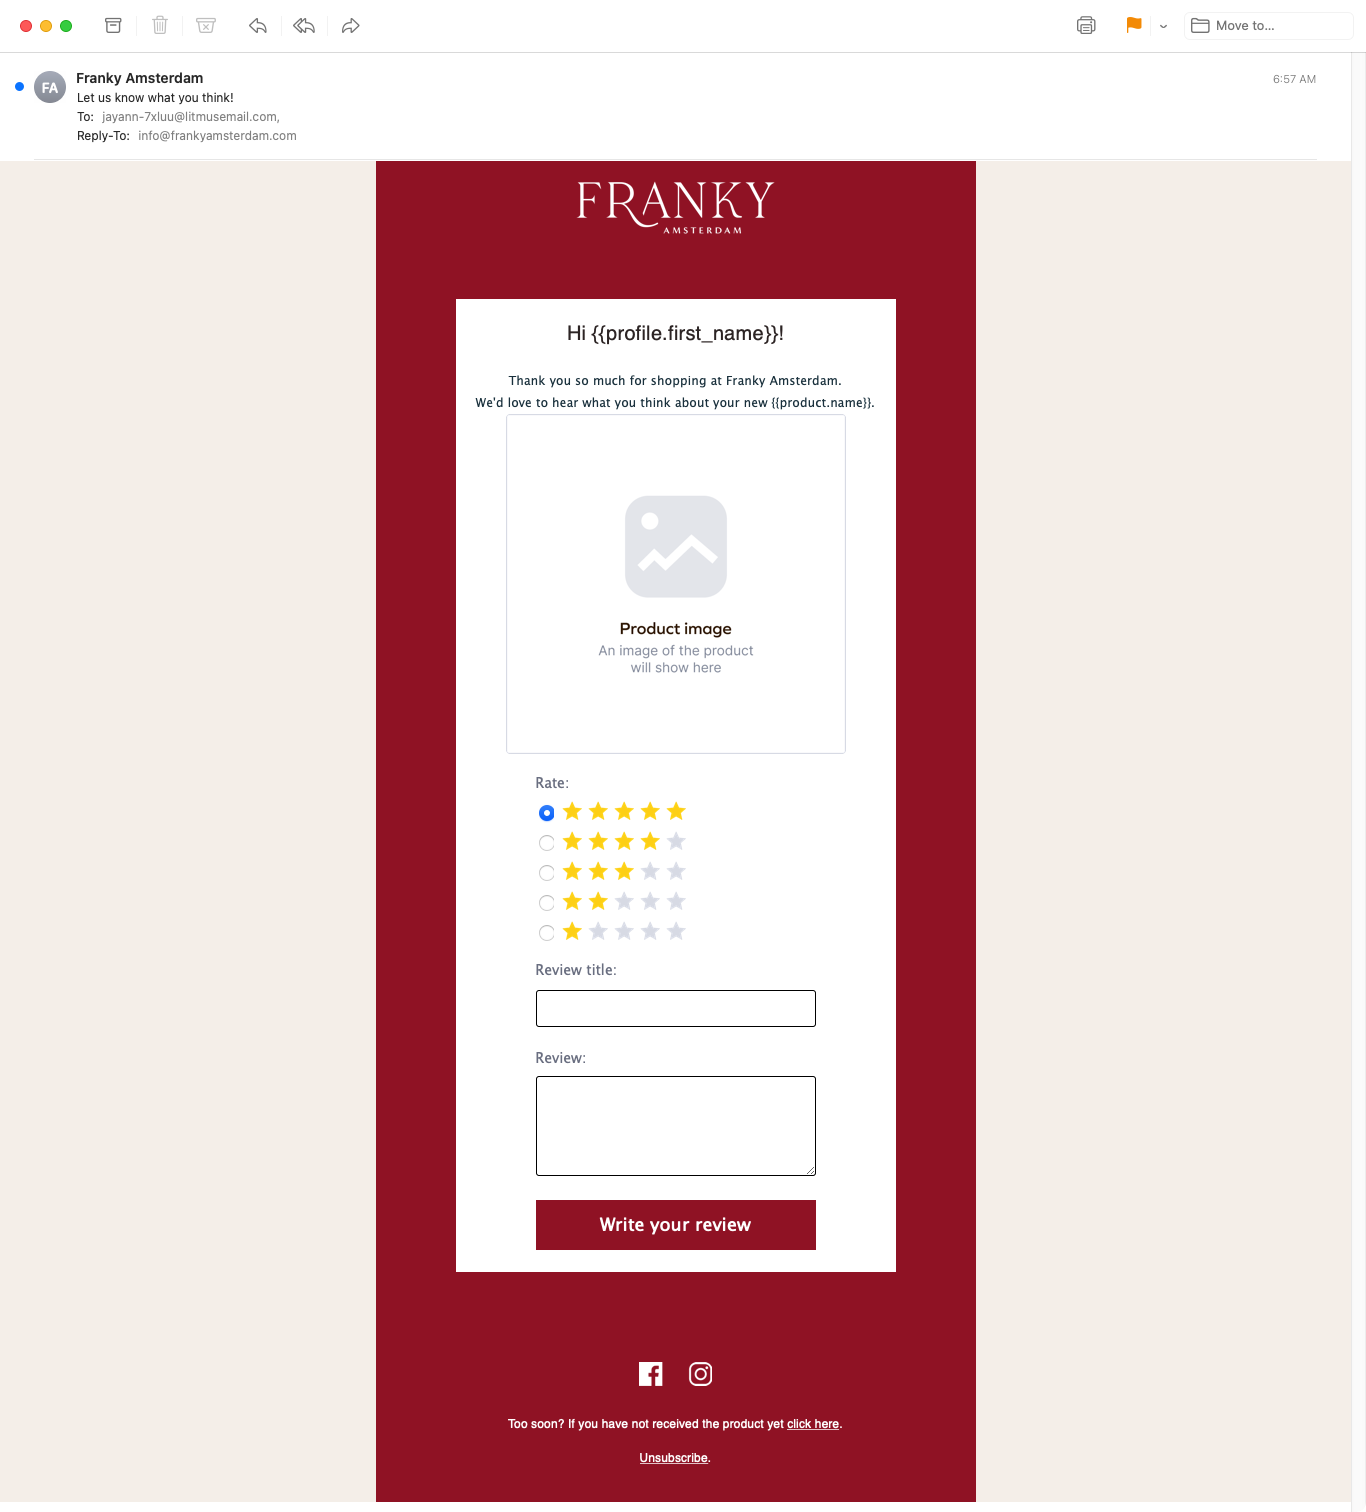 Move to...
FA
Franky Amsterdam
6:57 AM
Let us know what you think!
To: jayann-7xluu@litmusemail.com,
Reply-To: info@frankyamsterdam.com
FRANKY
AMSTERDAM
Hi {{profile.first_name}}!
Thank you so much for shopping at Franky Amsterdam.
We'd love to hear what you think about your new {{product.name}}.
Product image
An image of the product
will show here
Rate:
Review title:
Review:
Write your review
Too soon? If you have not received the product yet click here.
Unsubscribe.